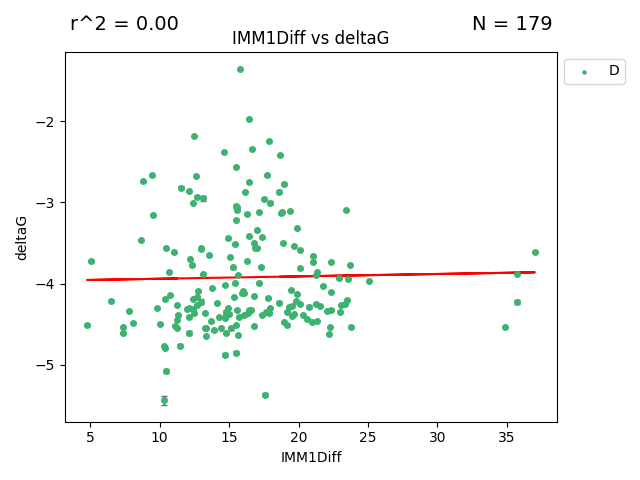 r^2 = 0.00
N = 179
IMM1Diff vs deltaG
D
deltaG
−2
−3
−4
−5
5 10 15 20 25 30 35
IMM1Diff